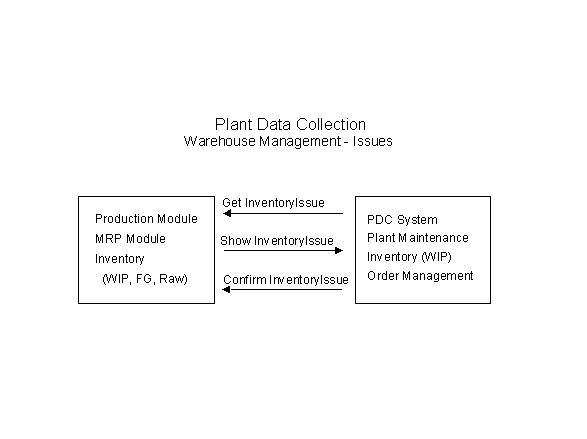 Plant Data Collection
Warehouse Management - Issues
Production Module
MRP Module
Inventory
(WIP, FG, Raw)
Get InventoryIssue
Show InventoryIssue
Confirm InventoryIssue
PDC System
Plant Maintenance
Inventory (WIP)
Order Management